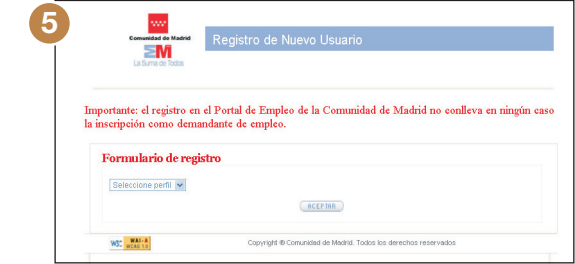 5
Comunidad de Madrid
EM
La Suma de Todos
Registro de Nuevo Usuario
Importante: el registro en el Portal de Empleo de la Comunidad de Madrid no conlleva en ningún caso
la inscripción como demandante de empleo.
Formulario de registro
Seleccione perfil
ACEPTAR
W3C WAI-A
WCAG 1.0
Copyright © Comunidad de Madrid. Todos los derechos reservados